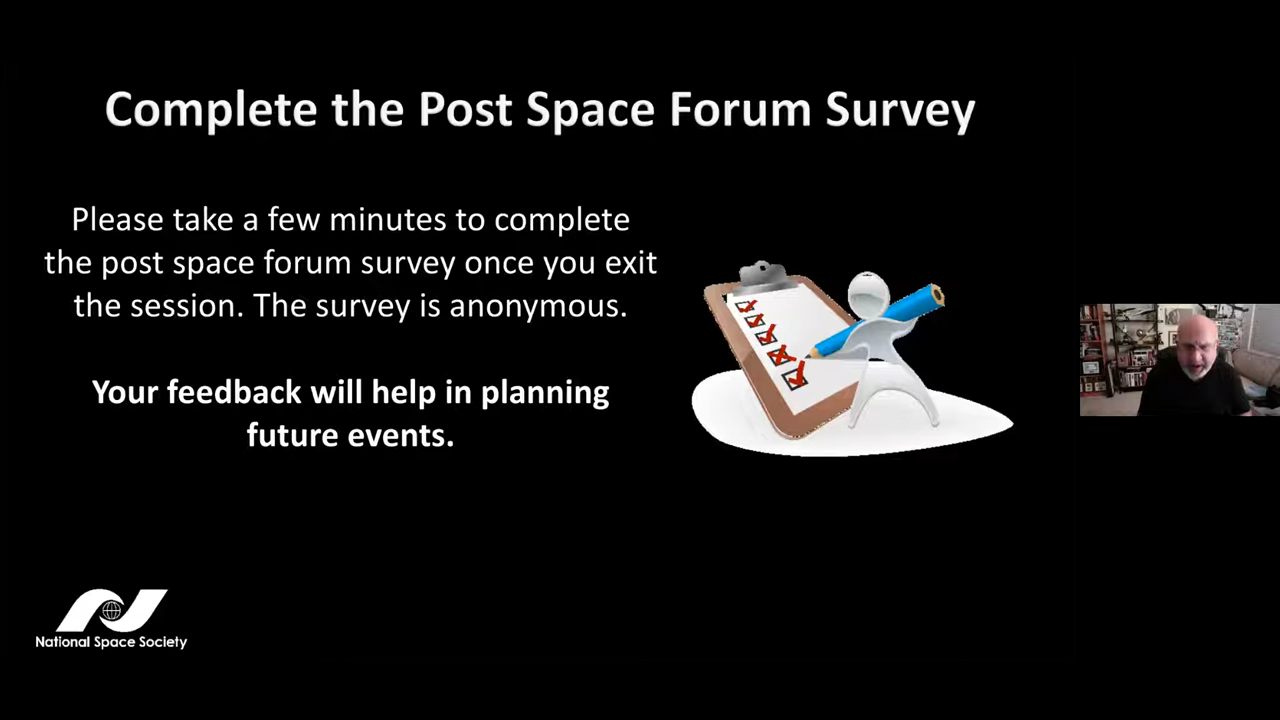 Complete the Post Space Forum Survey
Please take a few minutes to complete
the post space forum survey once you exit
the session. The survey is anonymous.
Your feedback will help in planning
future events.
National Space Society